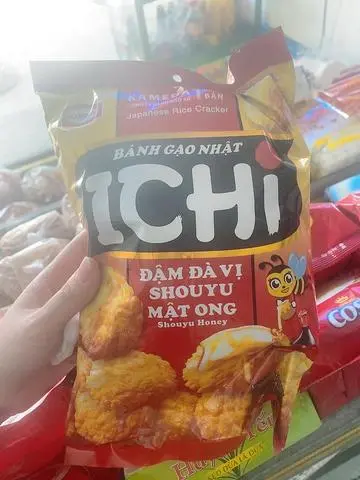 Japanese Rice Cracker
BÁNH GẠO NHẬT
ICHi
ĐẬM ĐÀ VỊ
SHOUYU
MẬT ONG
Shouyu Honey